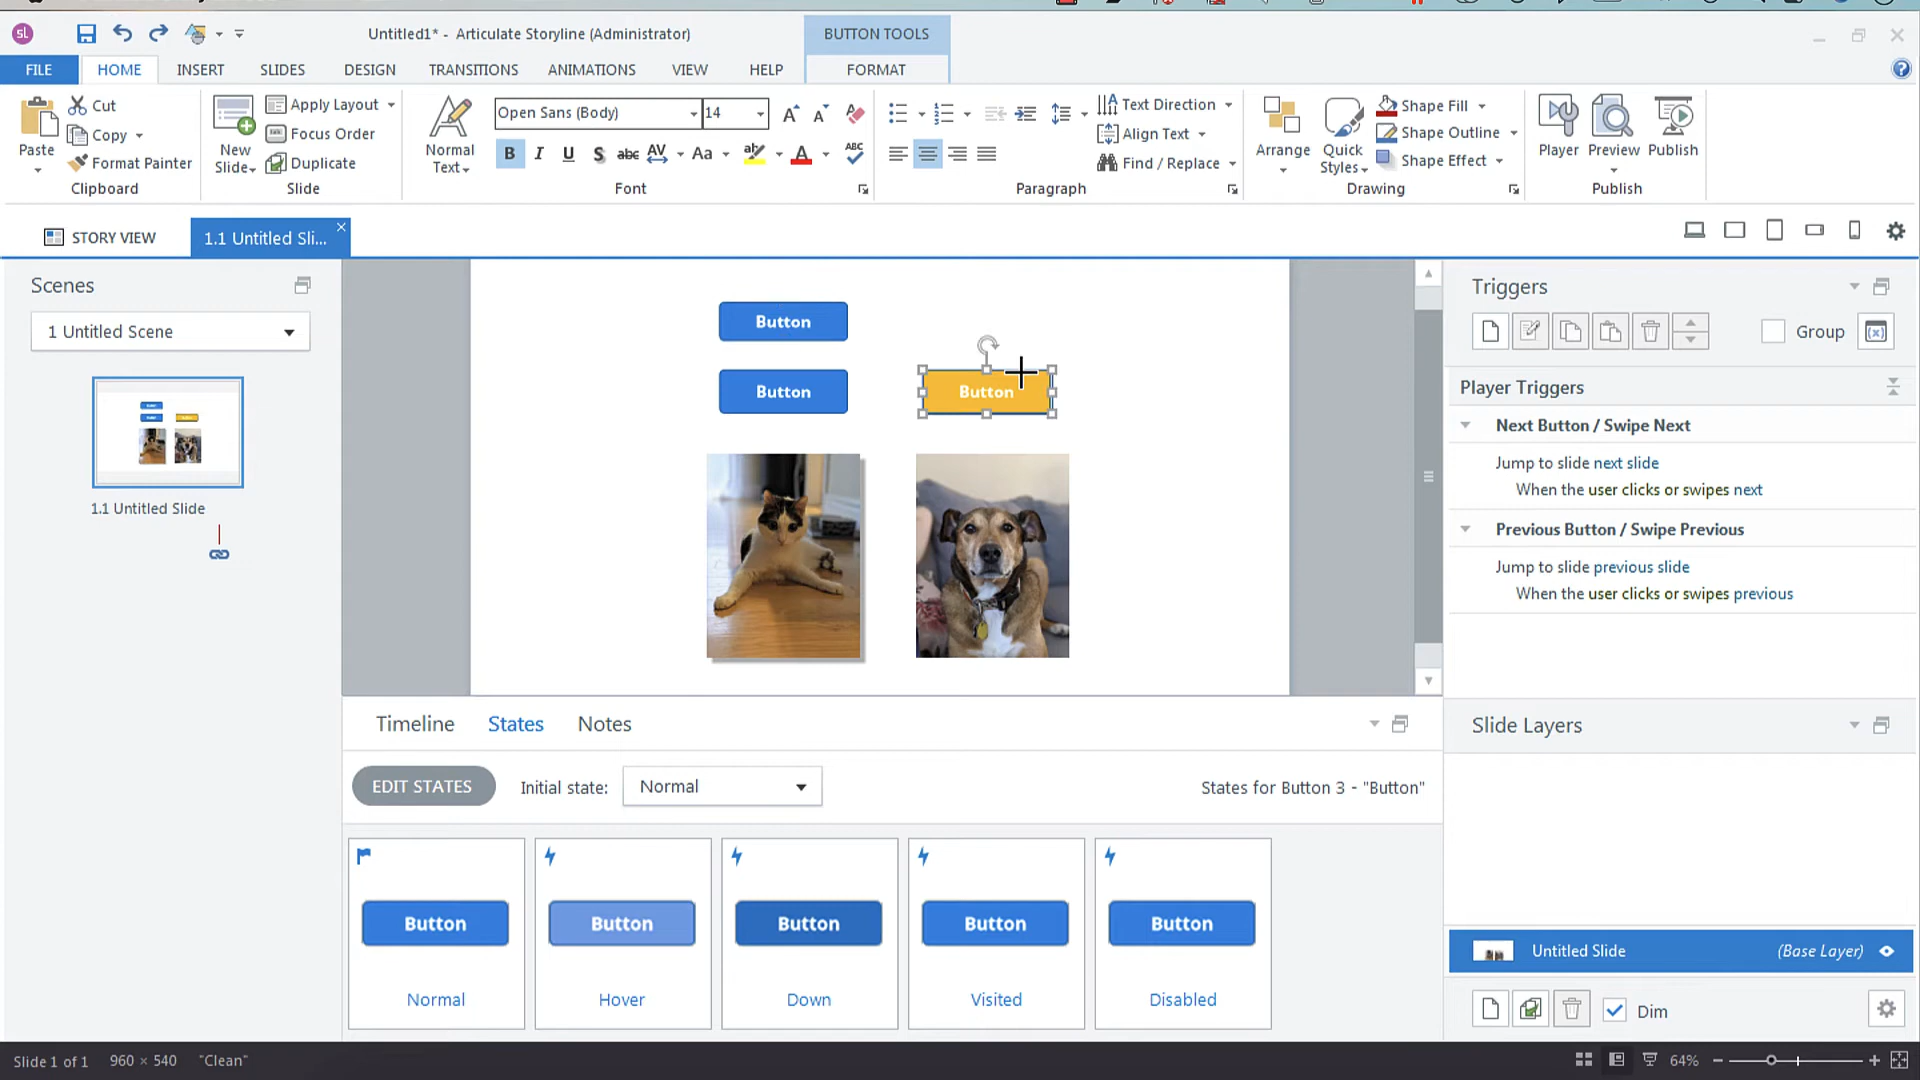 sl Untitled1* - Articulate Storyline (Administrator) BUTTON TOOLS
FILE HOME INSERT SLIDES DESIGN TRANSITIONS ANIMATIONS VIEW HELP FORMAT
Paste
Cut
Copy
Format Painter
Clipboard
New Slide
Apply Layout
Focus Order
Duplicate
Slide
Normal Text
Open Sans (Body) 14
B I U S abc AV Aa A ABC
Font
Text Direction
Align Text
Find / Replace
Paragraph
Arrange
Quick Styles
Shape Fill
Shape Outline
Shape Effect
Drawing
Player Preview Publish
Publish
STORY VIEW 1.1 Untitled Sli...
Scenes
1 Untitled Scene
1.1 Untitled Slide
Button
Button Button
Timeline States Notes
EDIT STATES Initial state: Normal States for Button 3 - "Button"
Button Button Button Button Button
Normal Hover Down Visited Disabled
Triggers
Group (x)
Player Triggers
Next Button / Swipe Next
Jump to slide next slide
When the user clicks or swipes next
Previous Button / Swipe Previous
Jump to slide previous slide
When the user clicks or swipes previous
Slide Layers
Untitled Slide (Base Layer)
Dim
Slide 1 of 1 960 × 540 "Clean" 64%